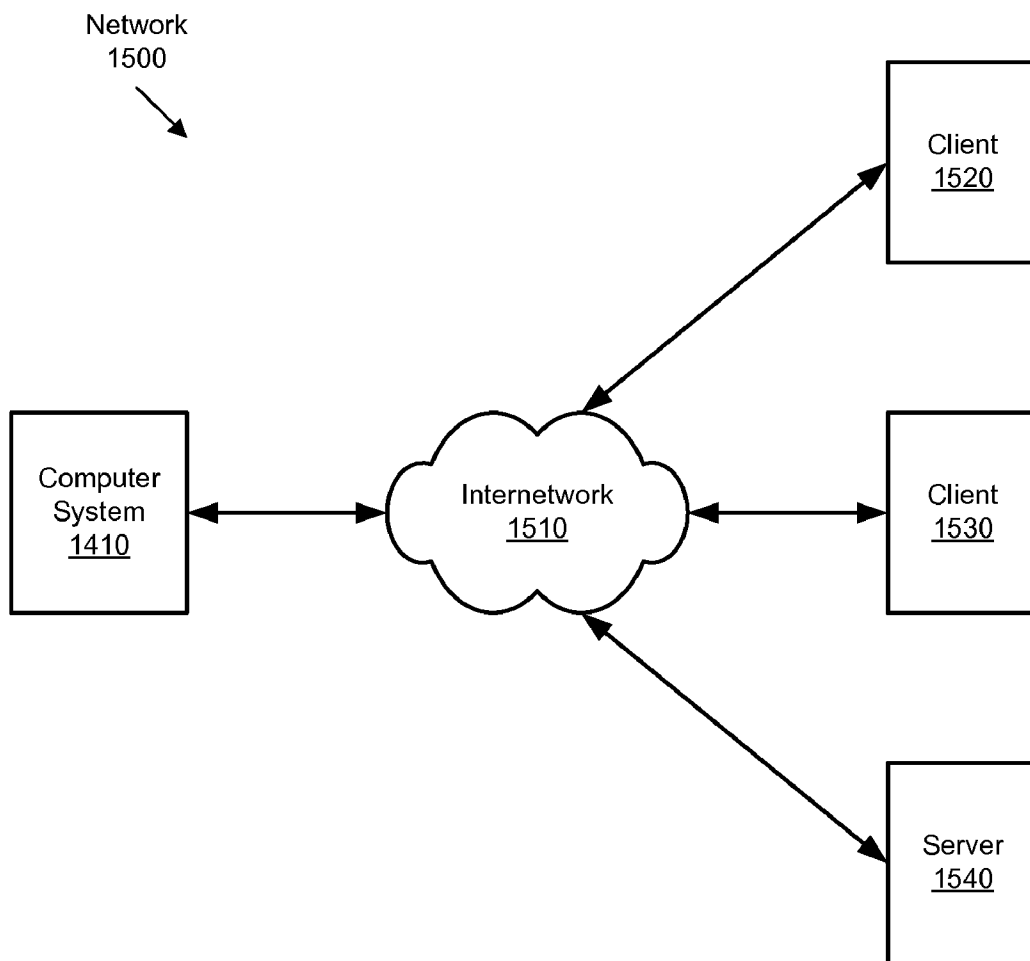 Network
1500
Client
1520
Computer
System
1410
Internetwork
1510
Client
1530
Server
1540